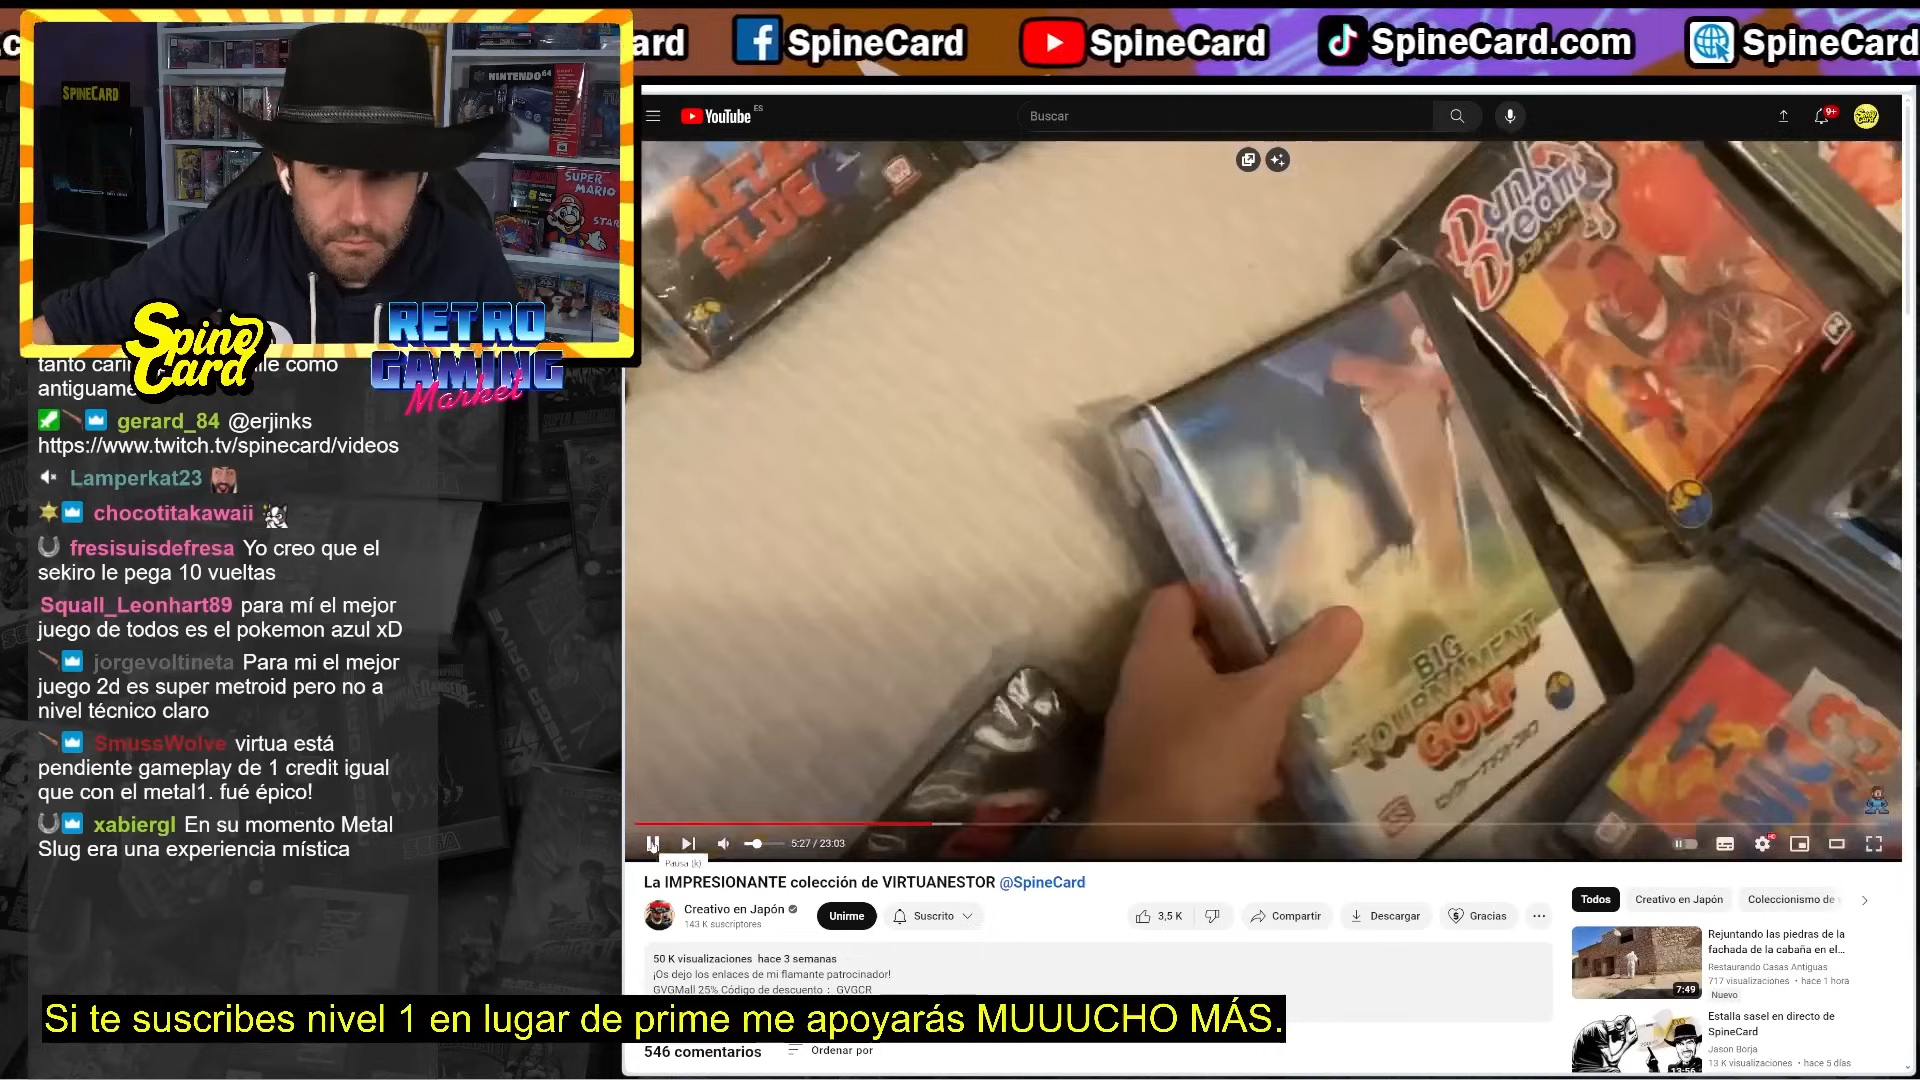 ard
SpineCard
SpineCard
SpineCard.com
SpineCard
SPINECARD
NINTENDO 64
SUPER
MARIO
STAR
Spine
Card
RETRO
GAMING
Market
tanto cari
le como
antiguame
gerard_84 @erjinks
https://www.twitch.tv/spinecard/videos
Lamperkat23
chocotitakawaii
fresisuisdefresa Yo creo que el
sekiro le pega 10 vueltas
Squall_Leonhart89 para mí el mejor
juego de todos es el pokemon azul xD
jorgevoltineta Para mi el mejor
juego 2d es super metroid pero no a
nivel técnico claro
SmussWolve virtua está
pendiente gameplay de 1 credit igual
que con el metal1. fué épico!
xabiergl En su momento Metal
Slug era una experiencia mística
YouTube ES
Buscar
9+
SLUG
Dunk
Dream
BIG
TOURNAMENT
GOLF
3
5:27 / 23:03
Pausa (k)
La IMPRESIONANTE colección de VIRTUANESTOR @SpineCard
Creativo en Japón
143 K suscriptores
Unirme
Suscrito
3,5 K
Compartir
Descargar
Gracias
50 K visualizaciones hace 3 semanas
¡Os dejo los enlaces de mi flamante patrocinador!
GVGMall 25% Código de descuento : GVGCR
546 comentarios
Ordenar por
Todos
Creativo en Japón
Coleccionismo de
Rejuntando las piedras de la
fachada de la cabaña en el...
Restaurando Casas Antiguas
717 visualizaciones • hace 1 hora
Nuevo
7:49
Estalla sasel en directo de
SpineCard
Jason Borja
13 K visualizaciones • hace 5 días
13:56
Si te suscribes nivel 1 en lugar de prime me apoyarás MUUUCHO MÁS.